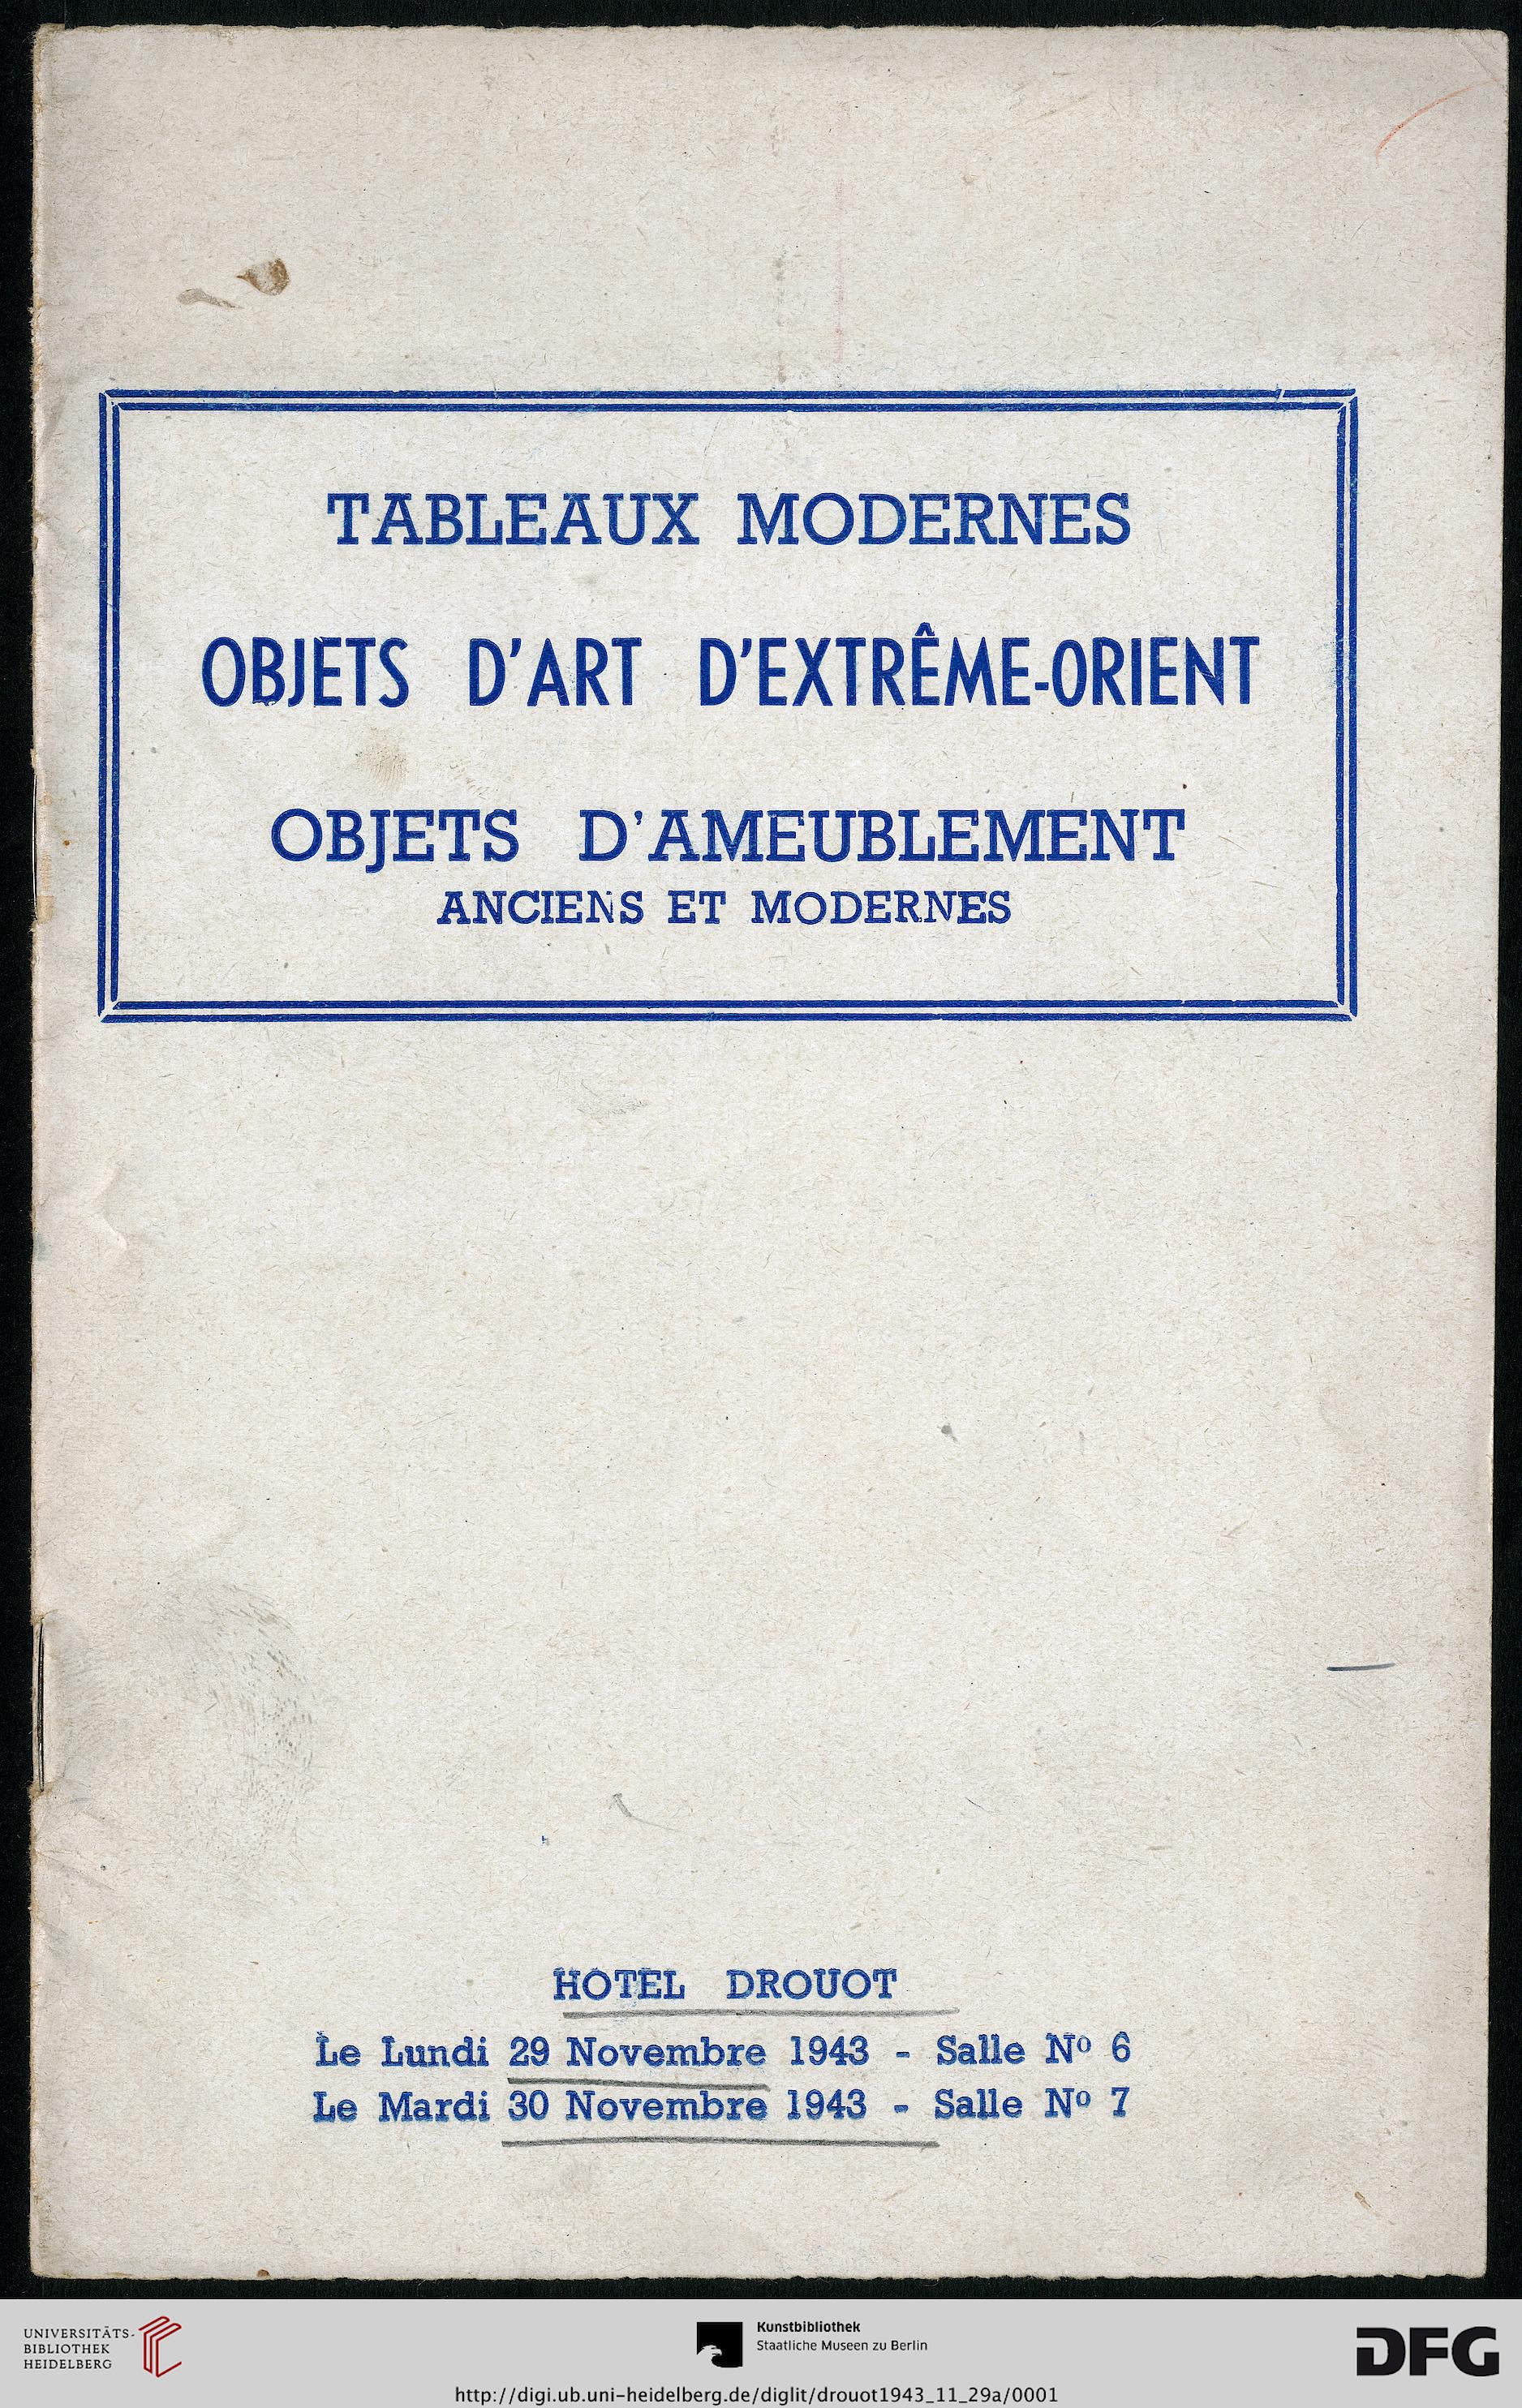 TABLEAUX MODERNES
OBJETS D'ART D'EXTRÊME-ORIENT
OBJETS D'AMEUBLEMENT
ANCIENS ET MODERNES
HOTEL DROUOT
Le Lundi 29 Novembre 1943 - Salle Nº 6
Le Mardi 30 Novembre 1943 - Salle Nº 7
UNIVERSITÄTS-
BIBLIOTHEK
HEIDELBERG
Kunstbibliothek
Staatliche Museen zu Berlin
DFG
http://digi.ub.uni-heidelberg.de/diglit/drouot1943_11_29a/0001